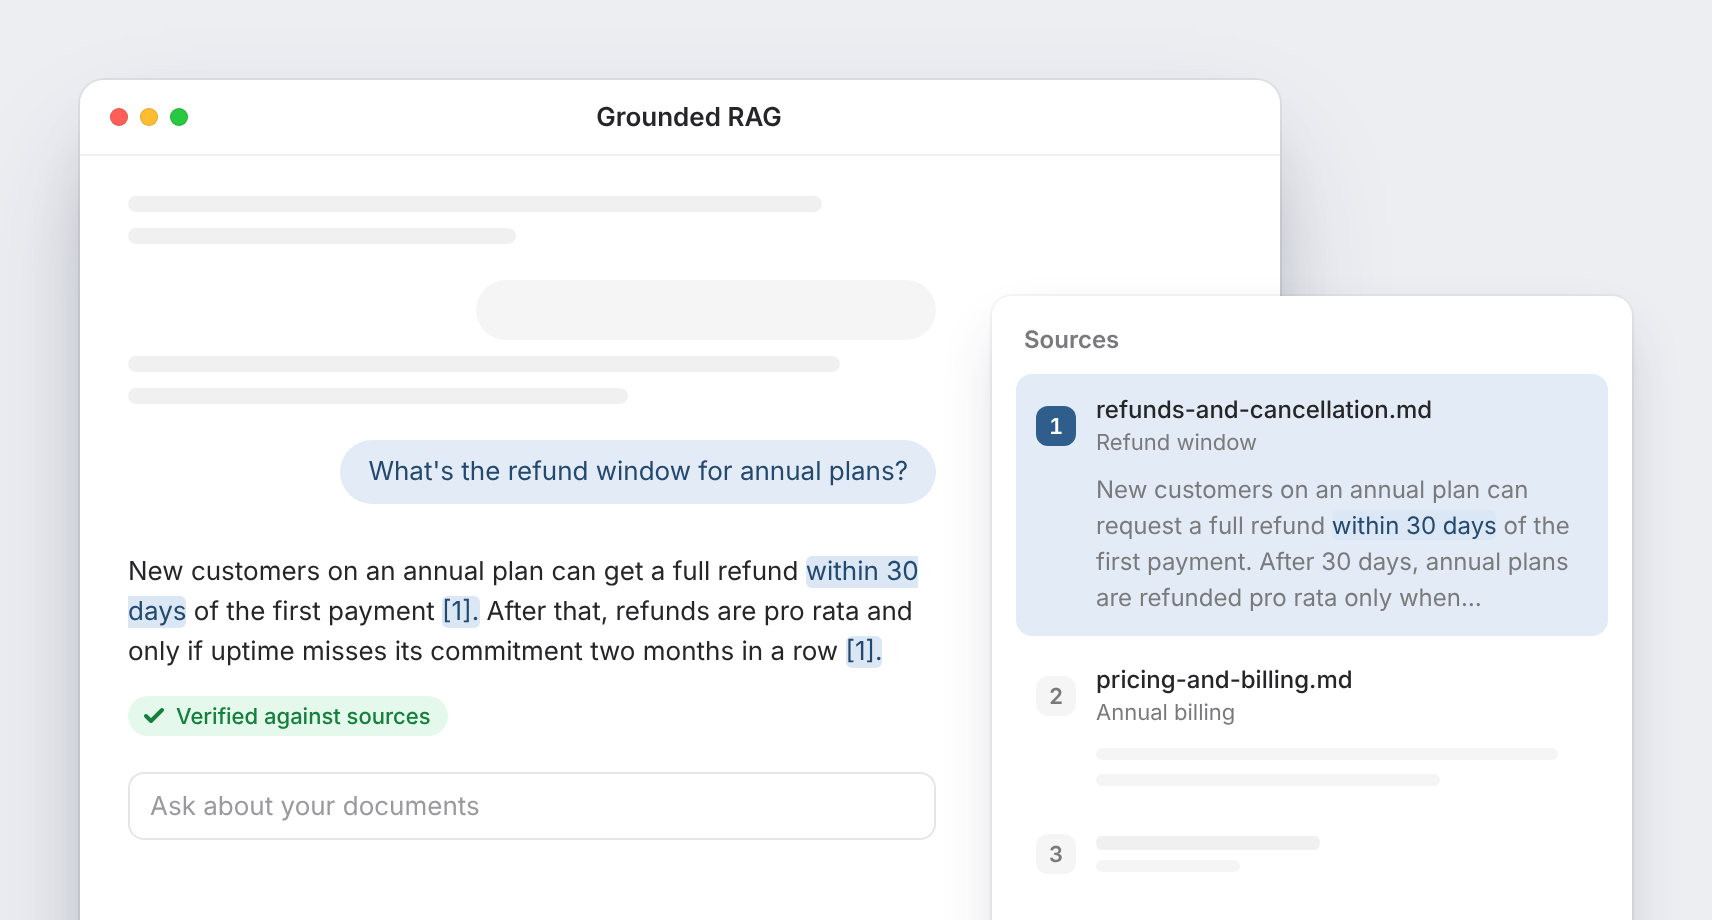 Grounded RAG
What's the refund window for annual plans?
New customers on an annual plan can get a full refund within 30
days of the first payment [1]. After that, refunds are pro rata and
only if uptime misses its commitment two months in a row [1].
Verified against sources
Ask about your documents
Sources
1
refunds-and-cancellation.md
Refund window
New customers on an annual plan can
request a full refund within 30 days of the
first payment. After 30 days, annual plans
are refunded pro rata only when...
2
pricing-and-billing.md
Annual billing
3